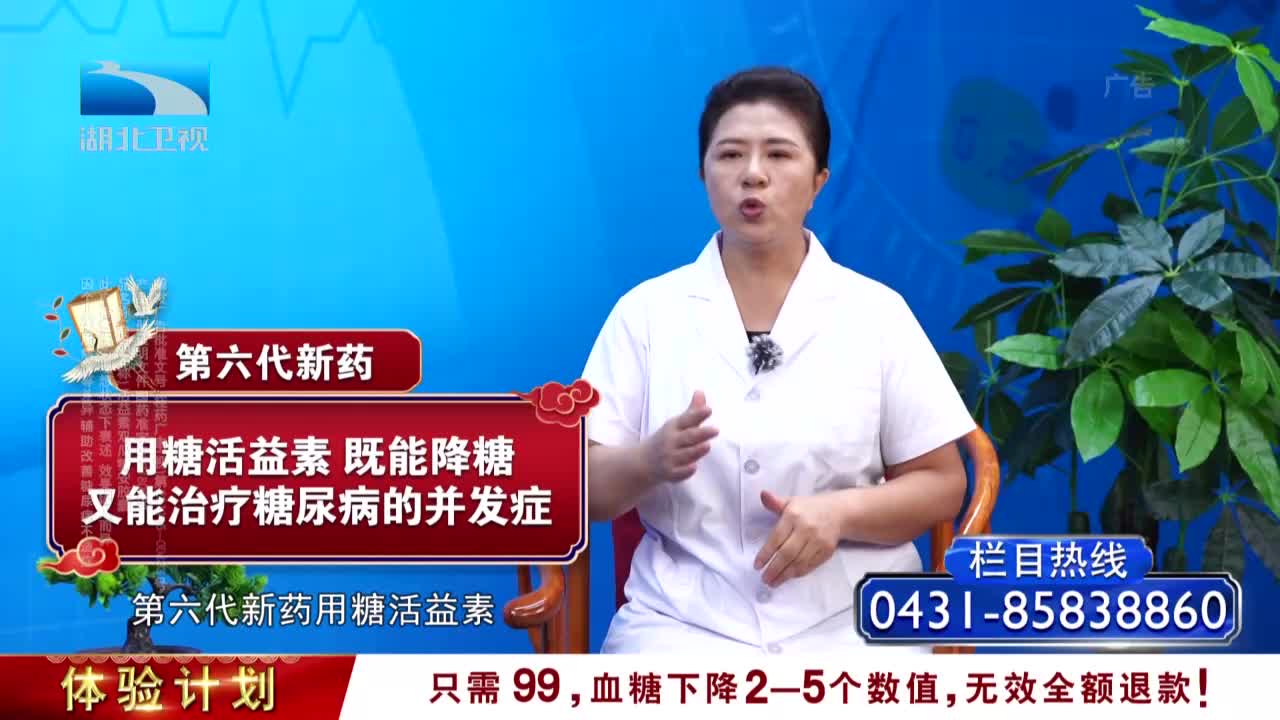 湖北卫视
广告
第六代新药
用糖活益素 既能降糖
又能治疗糖尿病的并发症
第六代新药用糖活益素
栏目热线
0431-85838860
体验计划
只需 99,血糖下降2—5个数值,无效全额退款!